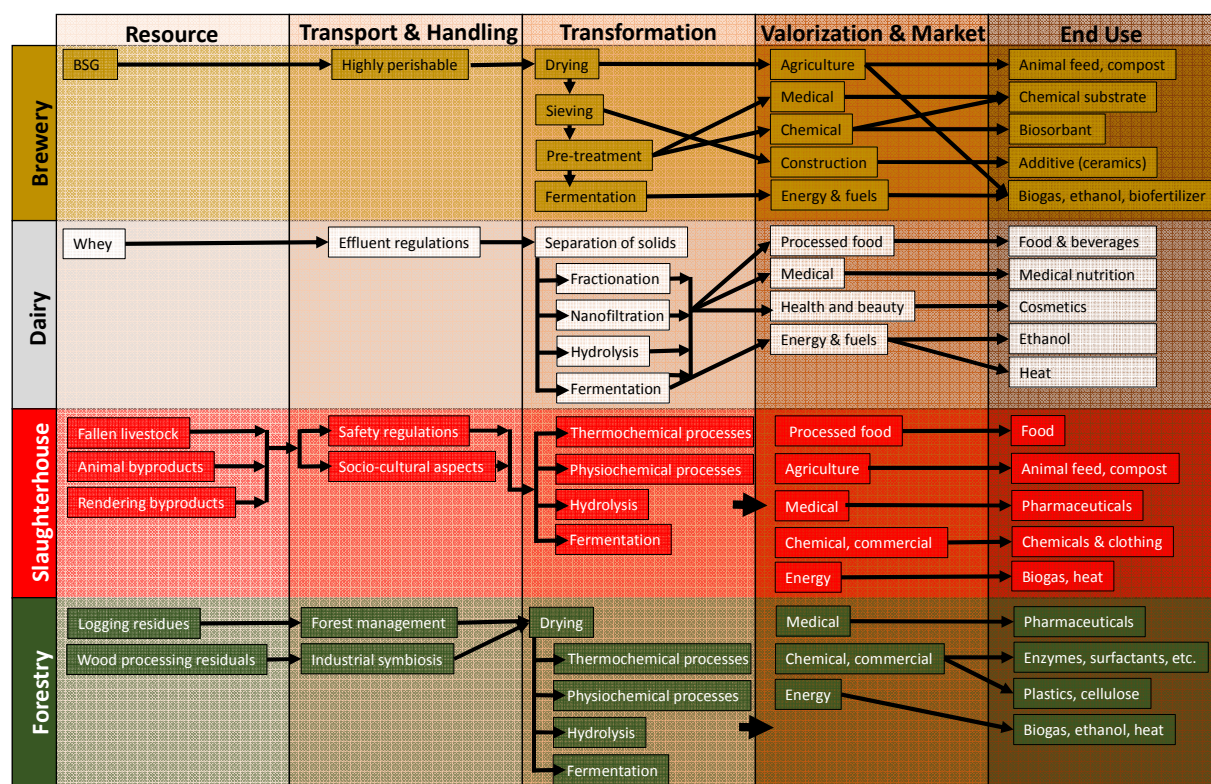 Resource
Transport & Handling
Transformation
Valorization & Market
End Use
Brewery
BSG
Highly perishable
Drying
Agriculture
Animal feed, compost
Sieving
Medical
Chemical substrate
Pre-treatment
Chemical
Biosorbant
Construction
Additive (ceramics)
Fermentation
Energy & fuels
Biogas, ethanol, biofertilizer
Dairy
Whey
Effluent regulations
Separation of solids
Processed food
Food & beverages
Fractionation
Medical
Medical nutrition
Nanofiltration
Health and beauty
Cosmetics
Hydrolysis
Energy & fuels
Ethanol
Fermentation
Heat
Slaughterhouse
Fallen livestock
Safety regulations
Thermochemical processes
Processed food
Food
Animal byproducts
Socio-cultural aspects
Physiochemical processes
Agriculture
Animal feed, compost
Rendering byproducts
Hydrolysis
Medical
Pharmaceuticals
Fermentation
Chemical, commercial
Chemicals & clothing
Energy
Biogas, heat
Forestry
Logging residues
Forest management
Drying
Medical
Pharmaceuticals
Wood processing residuals
Industrial symbiosis
Thermochemical processes
Chemical, commercial
Enzymes, surfactants, etc.
Physiochemical processes
Energy
Plastics, cellulose
Hydrolysis
Biogas, ethanol, heat
Fermentation